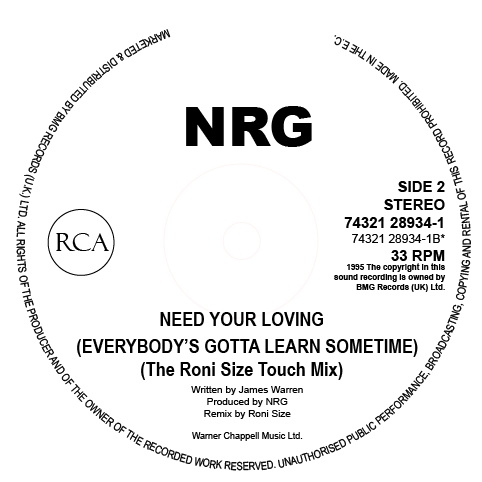 NRG
RCA
SIDE 2
STEREO
74321 28934-1
74321 28934-1B*
33 RPM
1995 The copyright in this
sound recording is owned by
BMG Records (UK) Ltd.
NEED YOUR LOVING
(EVERYBODY'S GOTTA LEARN SOMETIME)
(The Roni Size Touch Mix)
Written by James Warren
Produced by NRG
Remix by Roni Size
Warner Chappell Music Ltd.
MARKETED & DISTRIBUTED BY BMG RECORDS (U.K.) LTD. ALL RIGHTS OF THE PRODUCER AND OF THE OWNER OF THE RECORDED WORK RESERVED. UNAUTHORISED PUBLIC PERFORMANCE, BROADCASTING, COPYING AND RENTAL OF THIS RECORD PROHIBITED. MADE IN THE E.C.